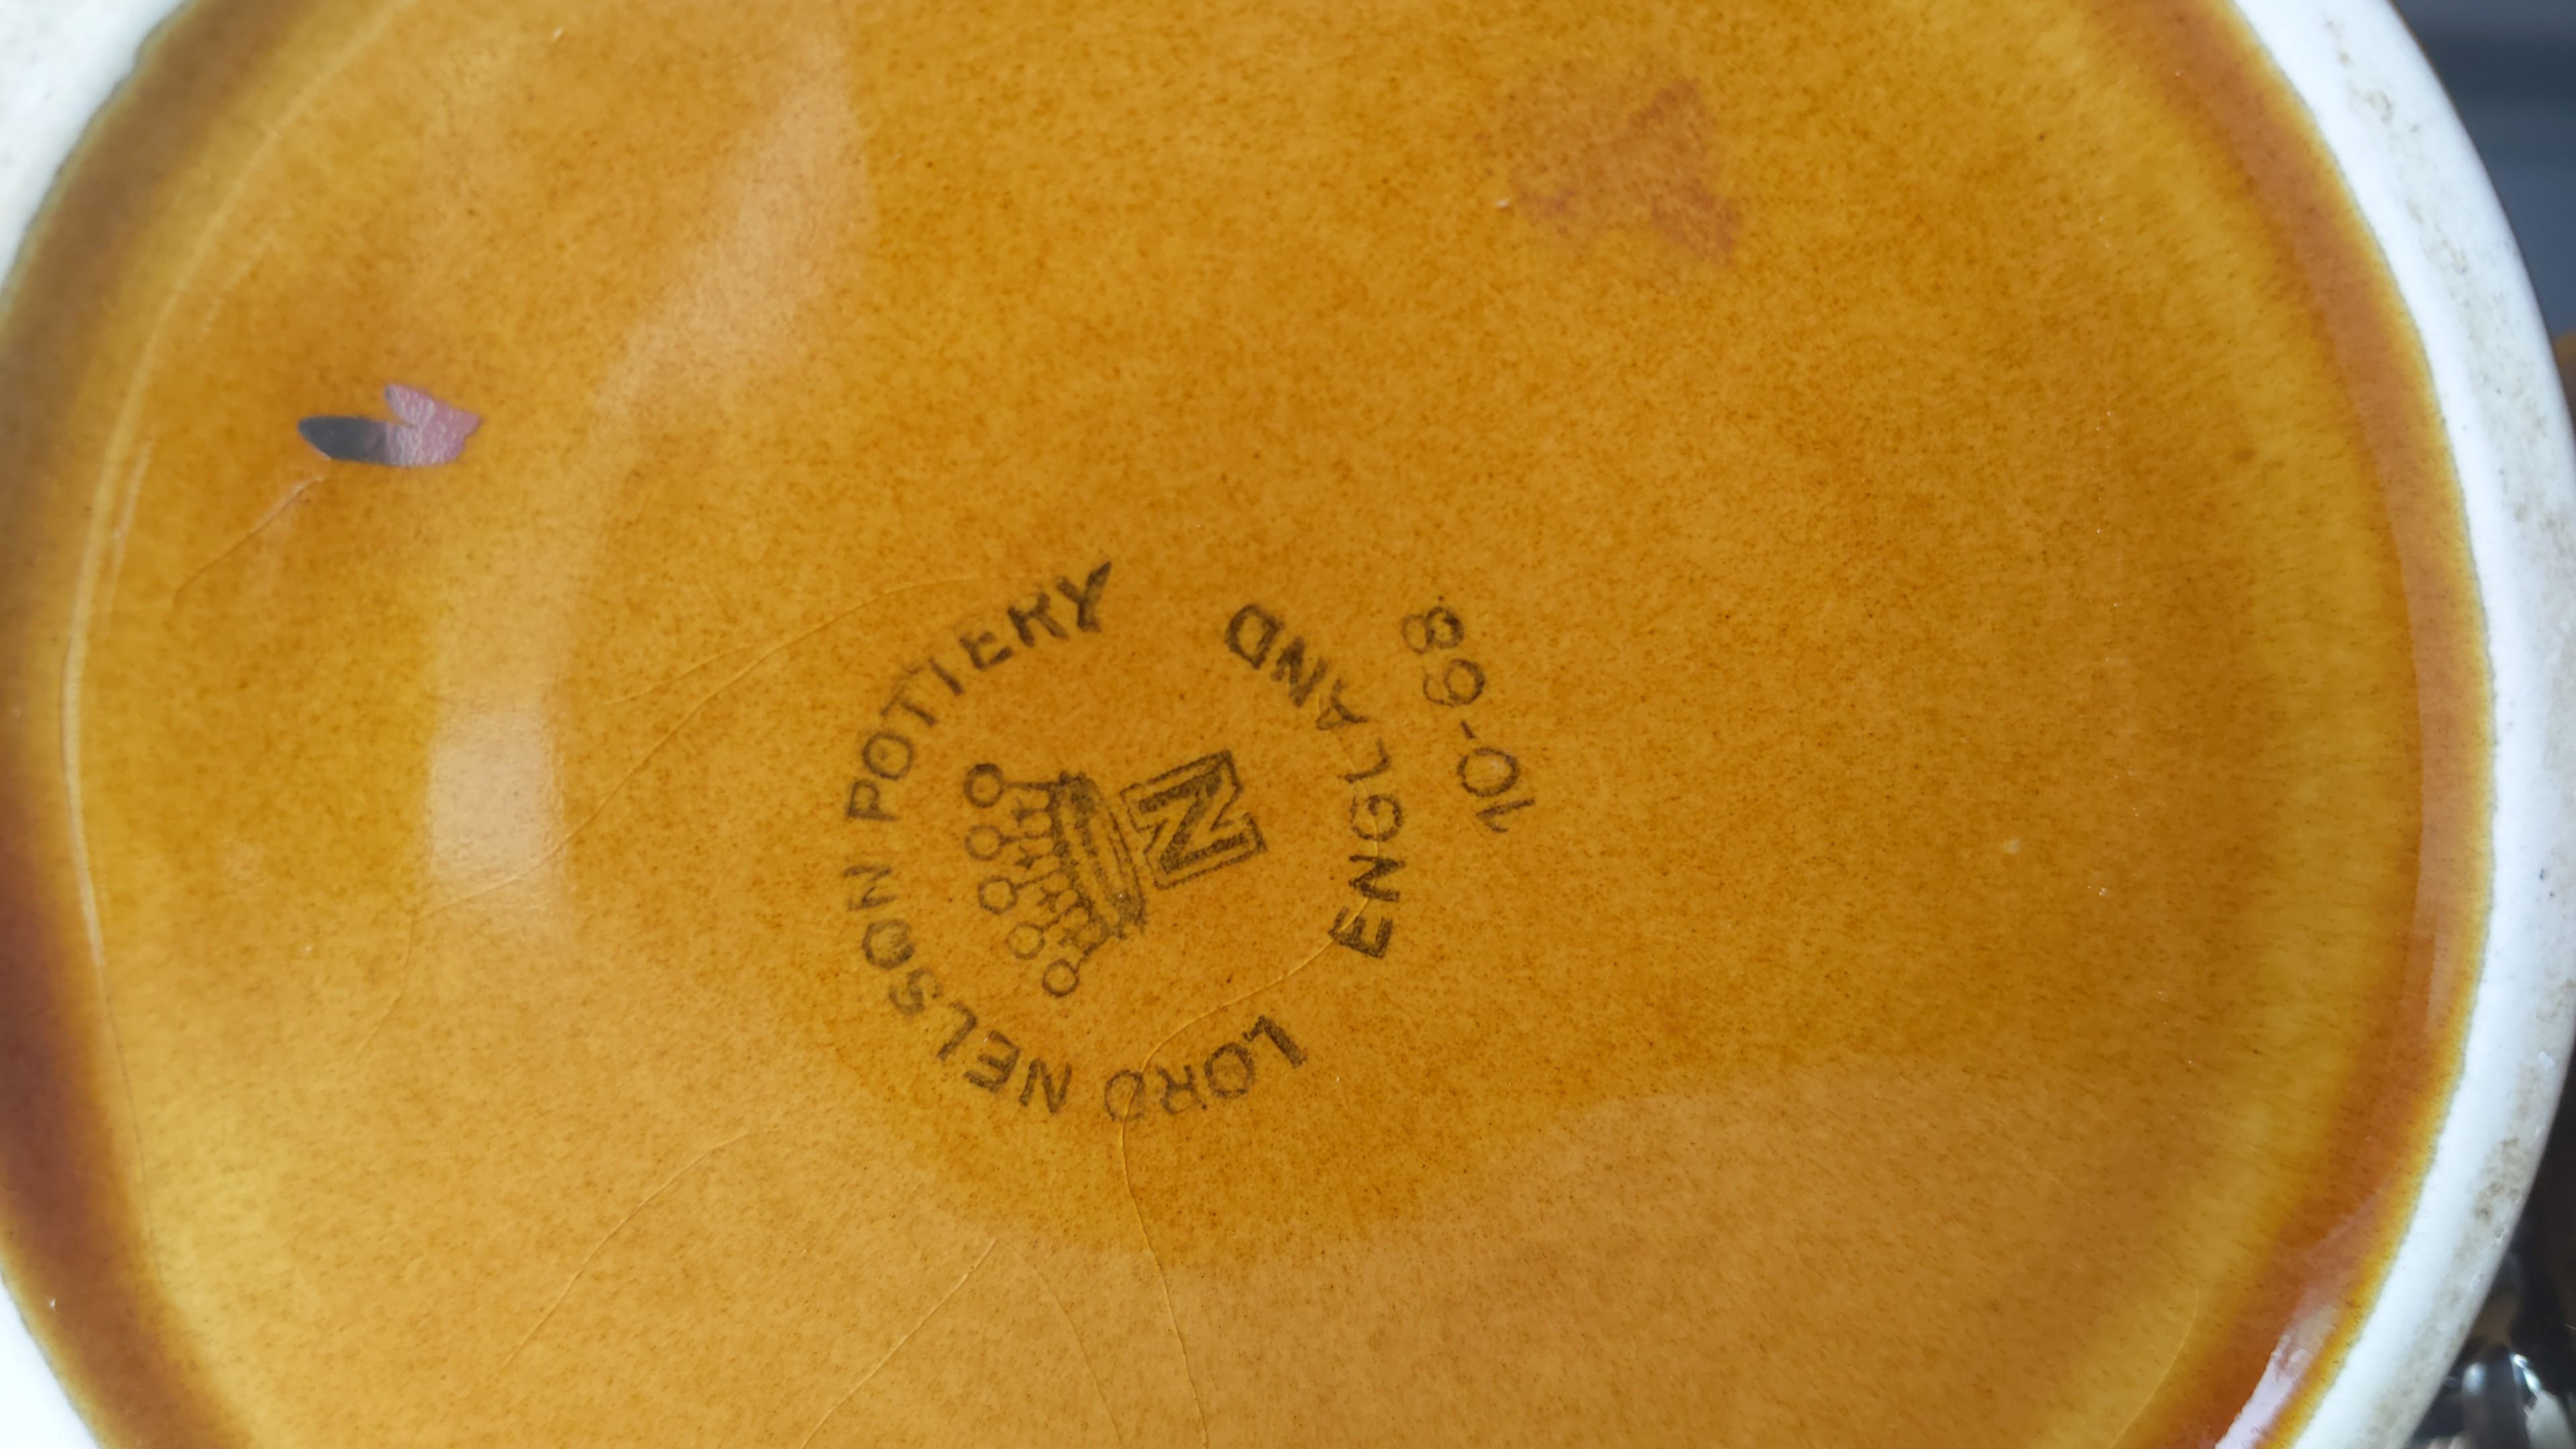 LORD NELSON POTTERY
N
ENGLAND
10-68